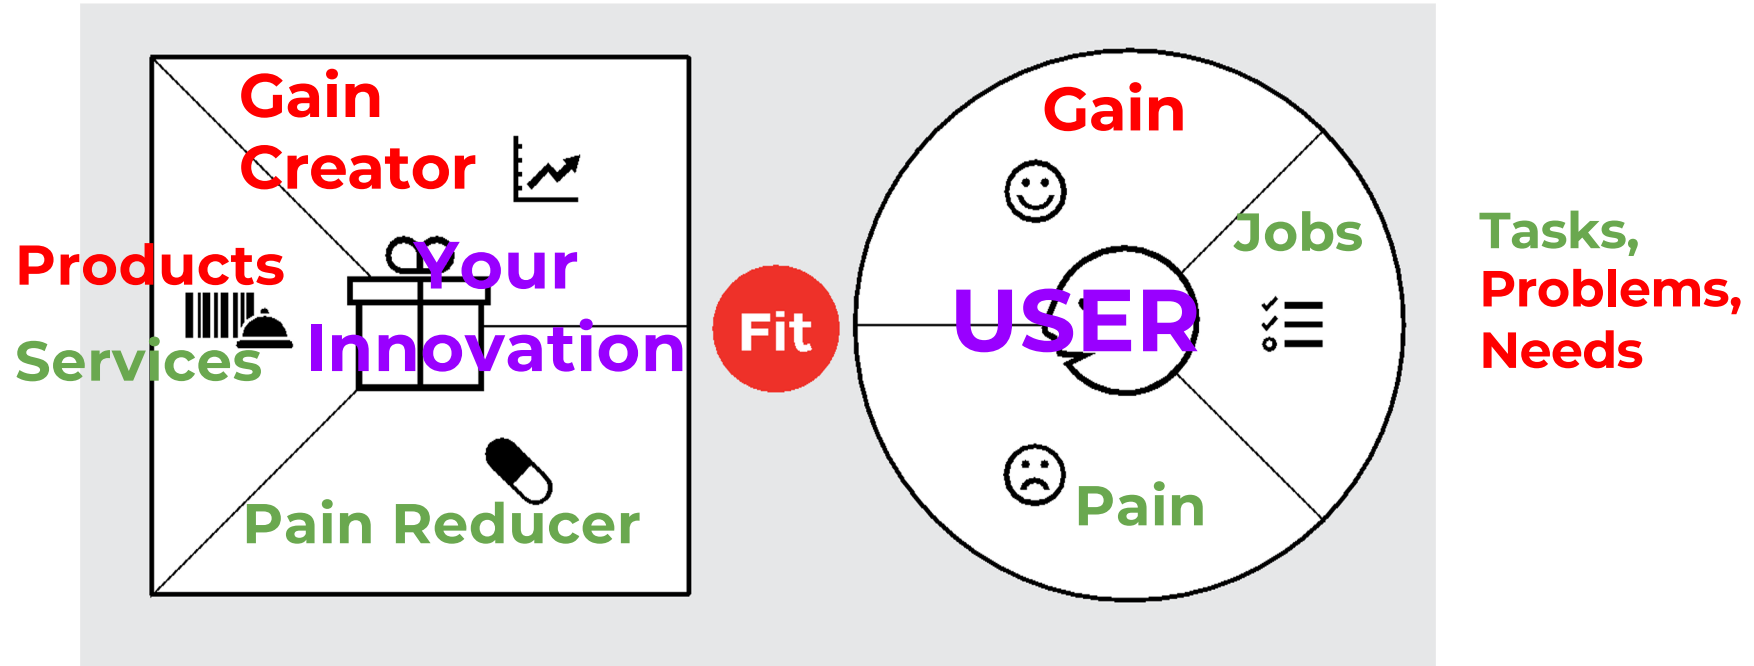 Gain
Creator
Products
Services
Your
Innovation
Pain Reducer
Fit
Gain
USER
Jobs
Pain
Tasks,
Problems,
Needs